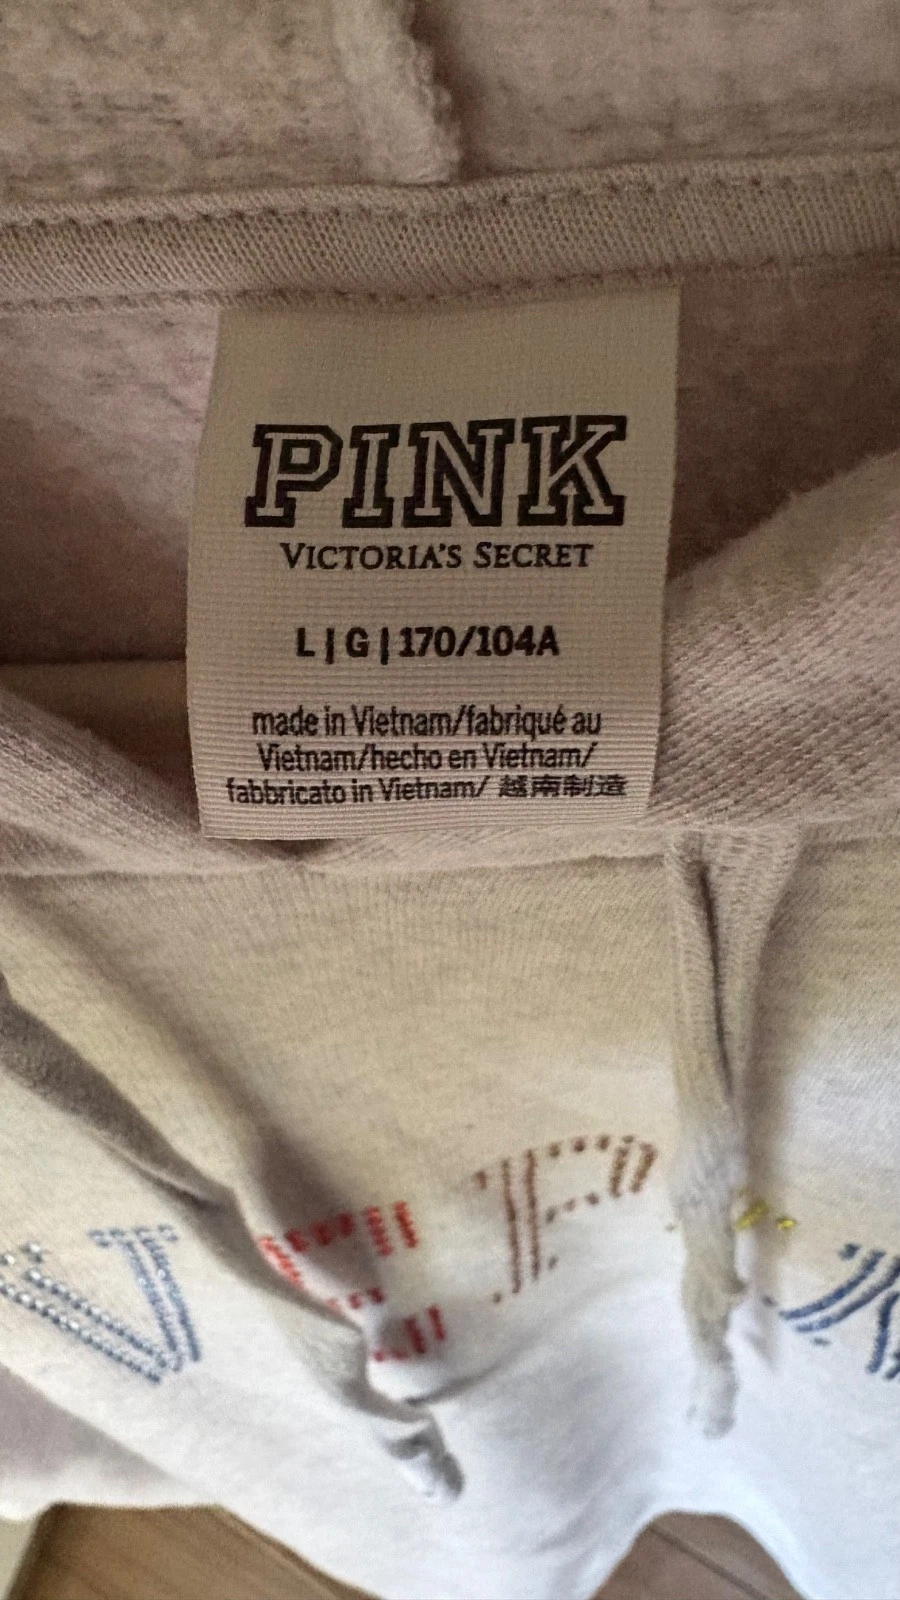 PINK
VICTORIA'S SECRET
L | G | 170/104A
made in Vietnam/fabriqué au
Vietnam/hecho en Vietnam/
fabbricato in Vietnam/ 越南制造